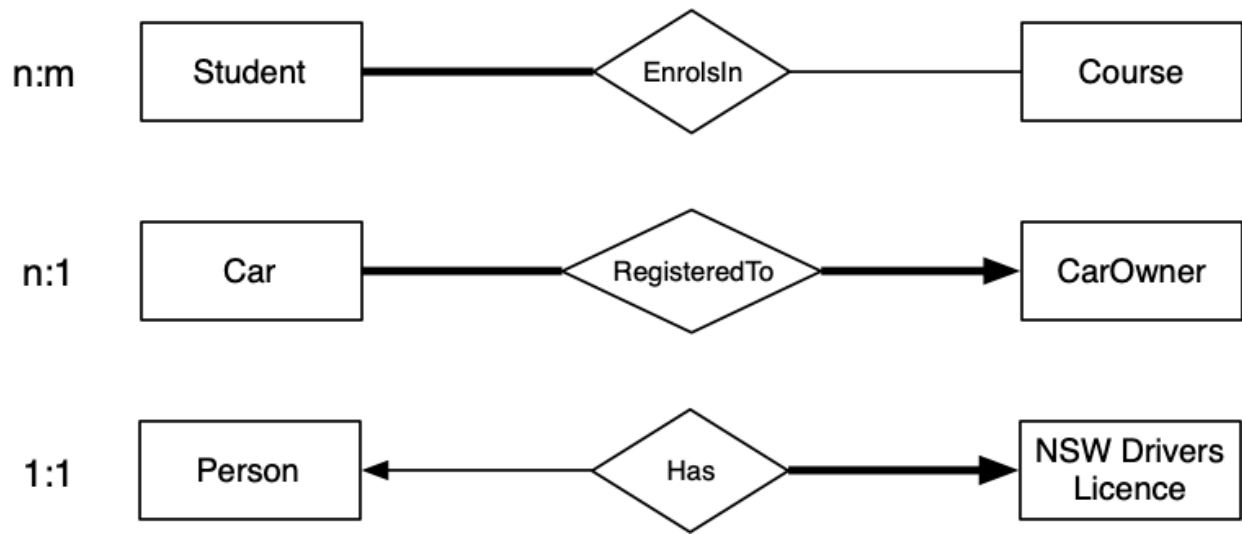 n:m
Student
EnrolsIn
Course
n:1
Car
RegisteredTo
CarOwner
1:1
Person
Has
NSW Drivers
Licence